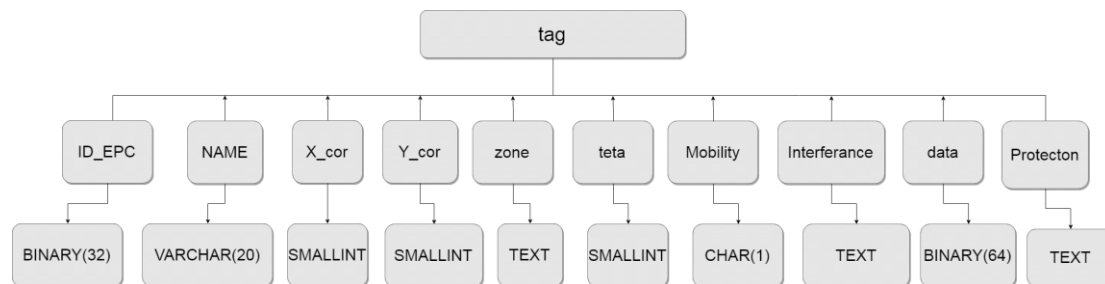 tag
ID_EPC
NAME
X_cor
Y_cor
zone
teta
Mobility
Interferance
data
Protecton
BINARY(32)
VARCHAR(20)
SMALLINT
SMALLINT
TEXT
SMALLINT
CHAR(1)
TEXT
BINARY(64)
TEXT